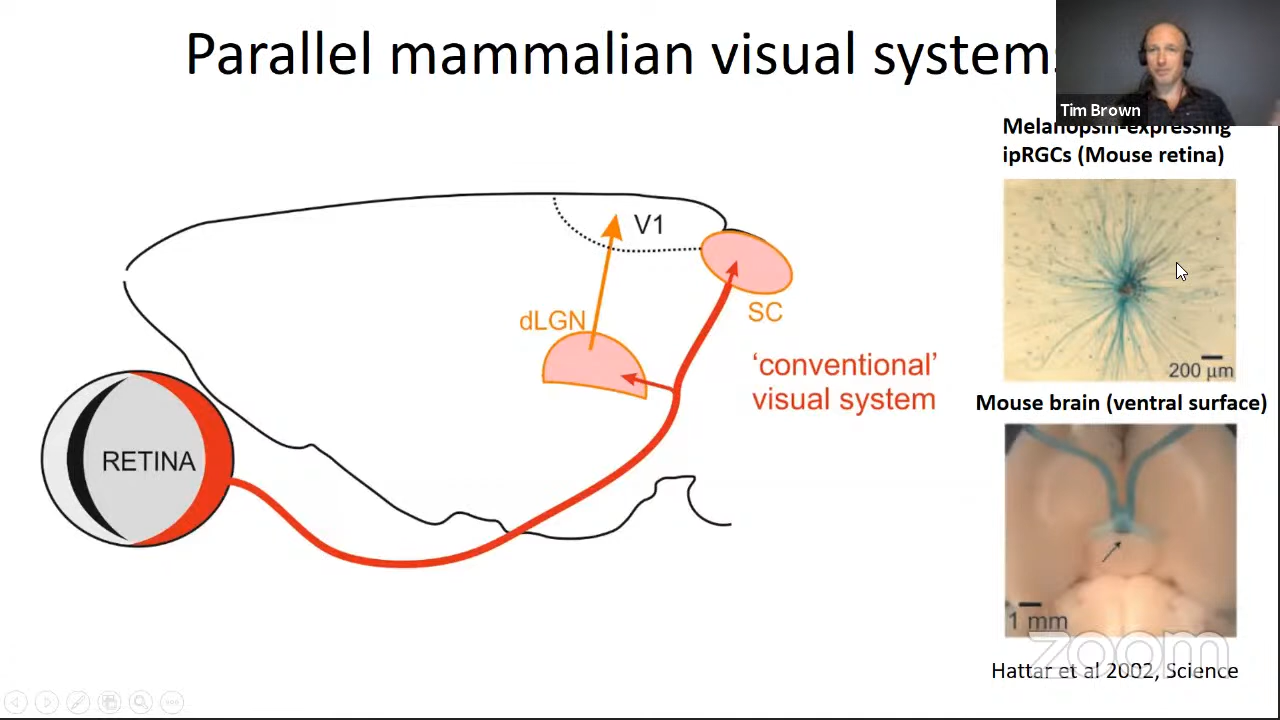 Parallel mammalian visual systems
Tim Brown
Melanopsin-expressing
ipRGCs (Mouse retina)
V1
dLGN
SC
200 µm
'conventional'
visual system
Mouse brain (ventral surface)
RETINA
1 mm
zoom
Hattar et al 2002, Science